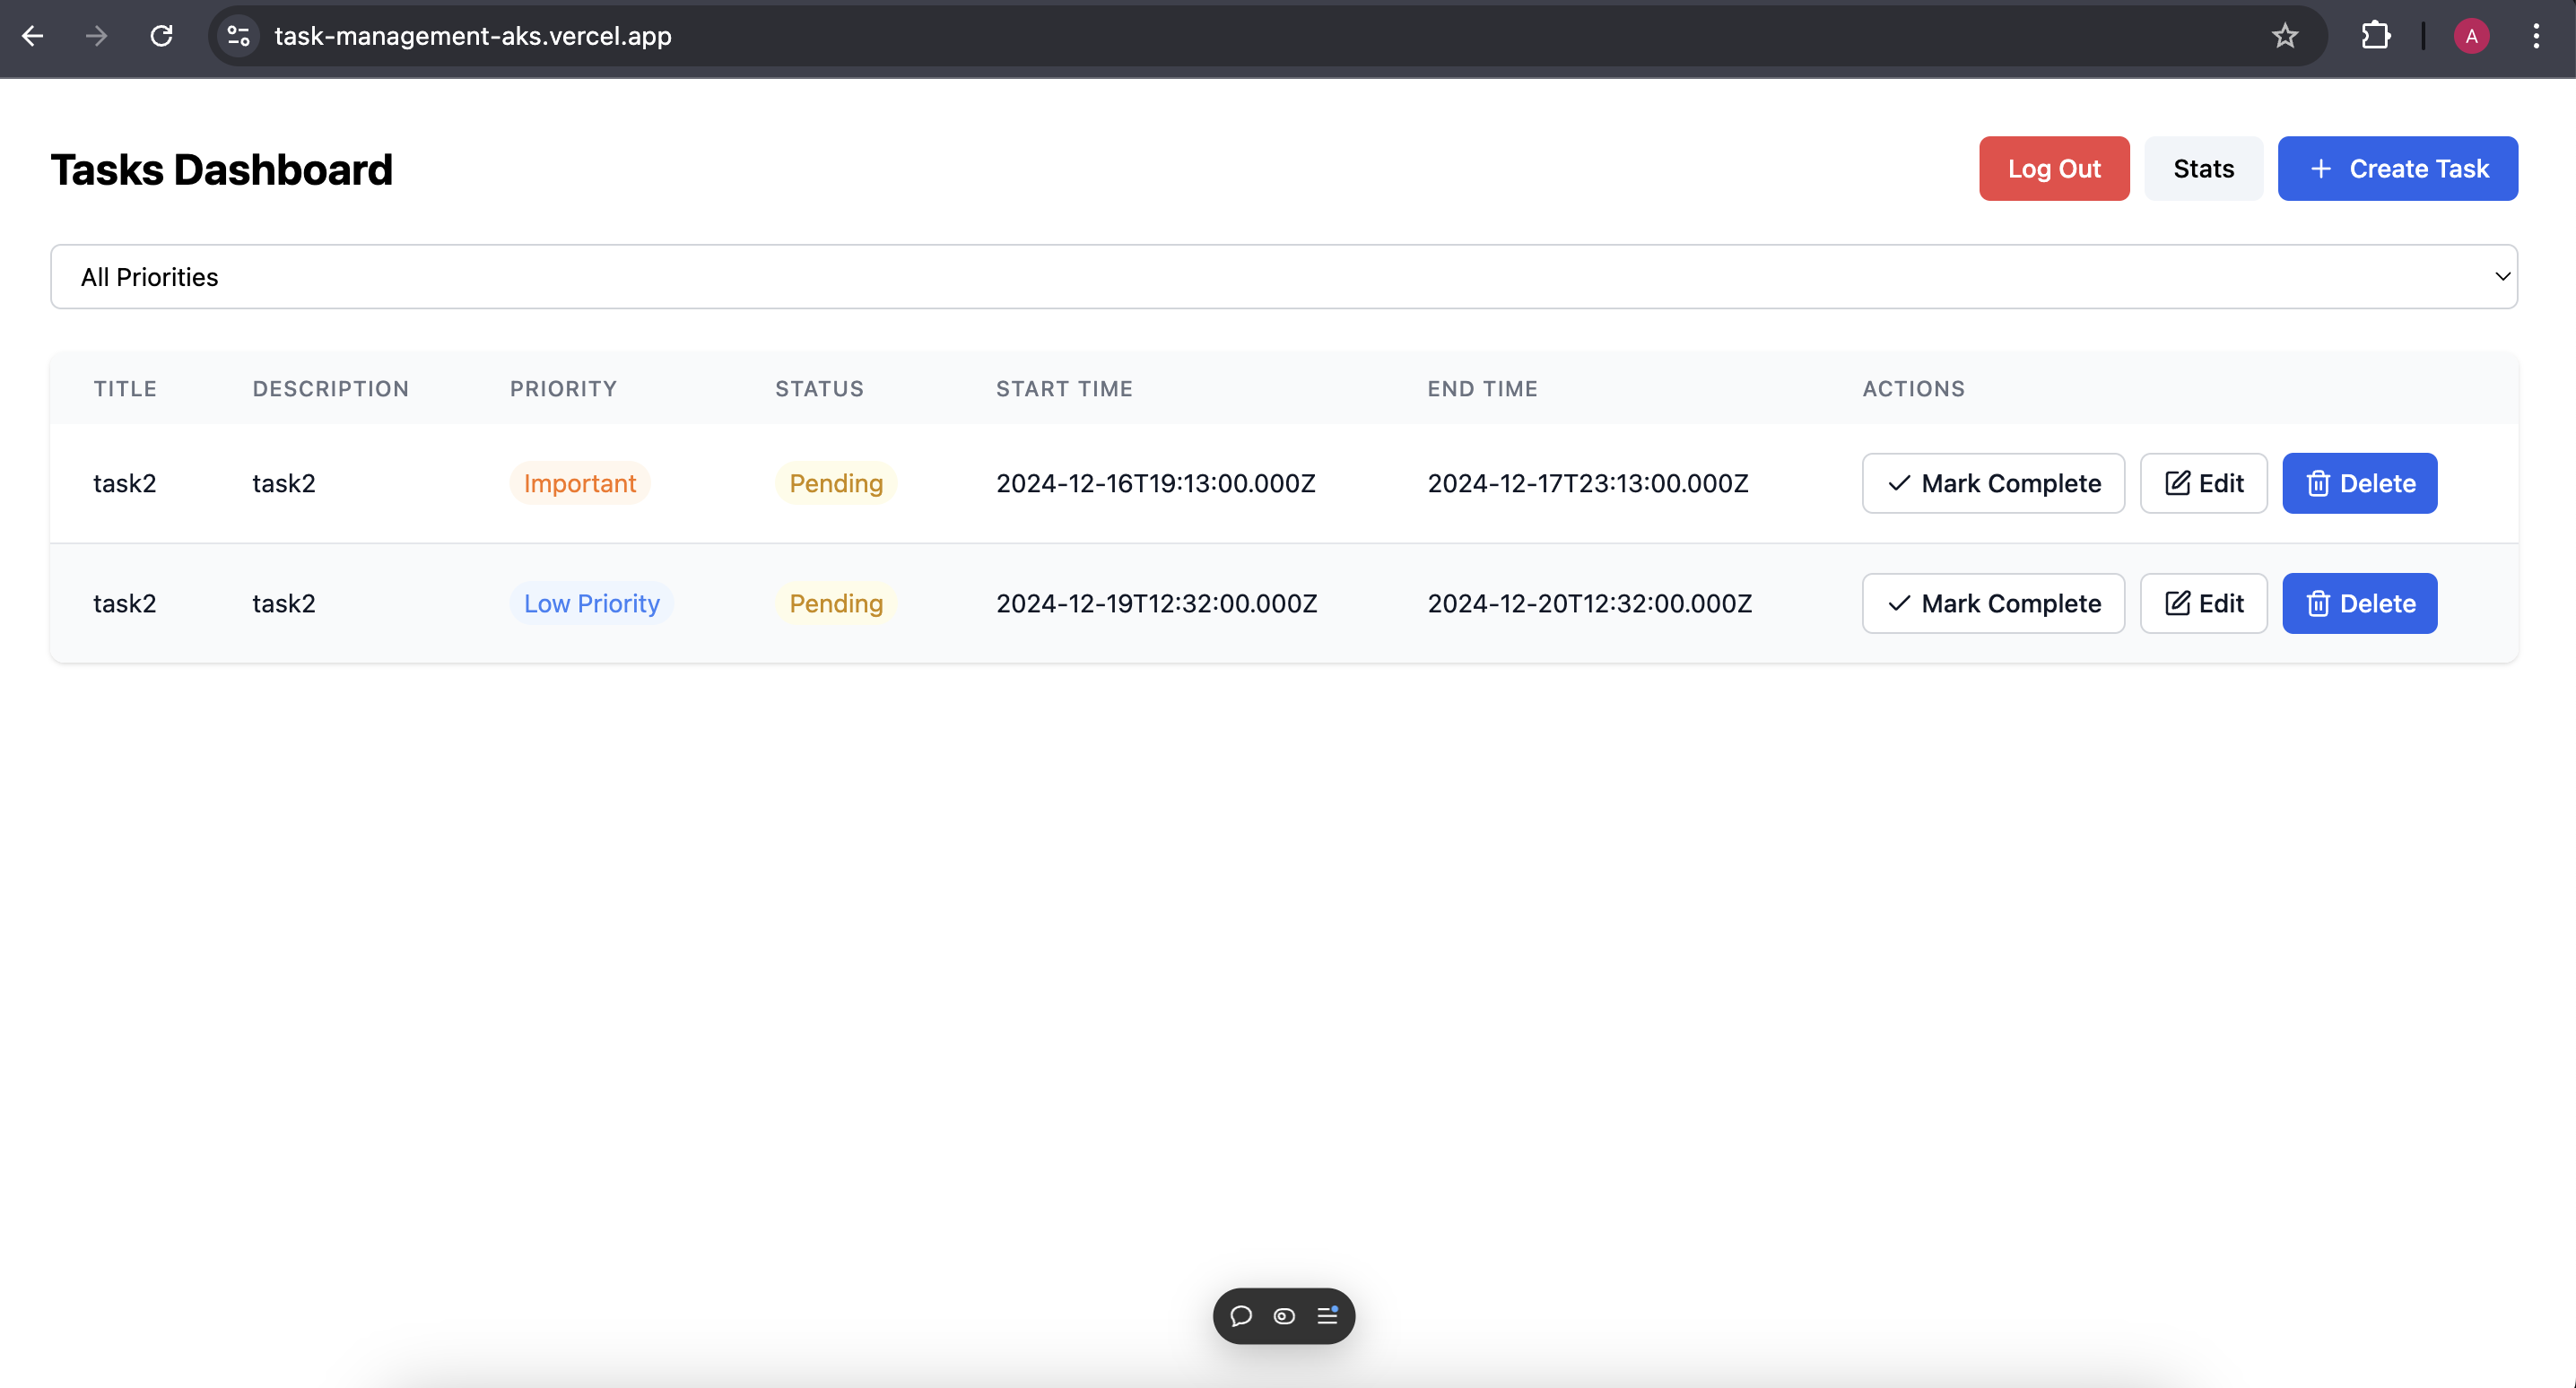 task-management-aks.vercel.app
A
Tasks Dashboard
Log Out Stats + Create Task
All Priorities
TITLE DESCRIPTION PRIORITY STATUS START TIME END TIME ACTIONS
task2 task2 Important Pending 2024-12-16T19:13:00.000Z 2024-12-17T23:13:00.000Z Mark Complete Edit Delete
task2 task2 Low Priority Pending 2024-12-19T12:32:00.000Z 2024-12-20T12:32:00.000Z Mark Complete Edit Delete